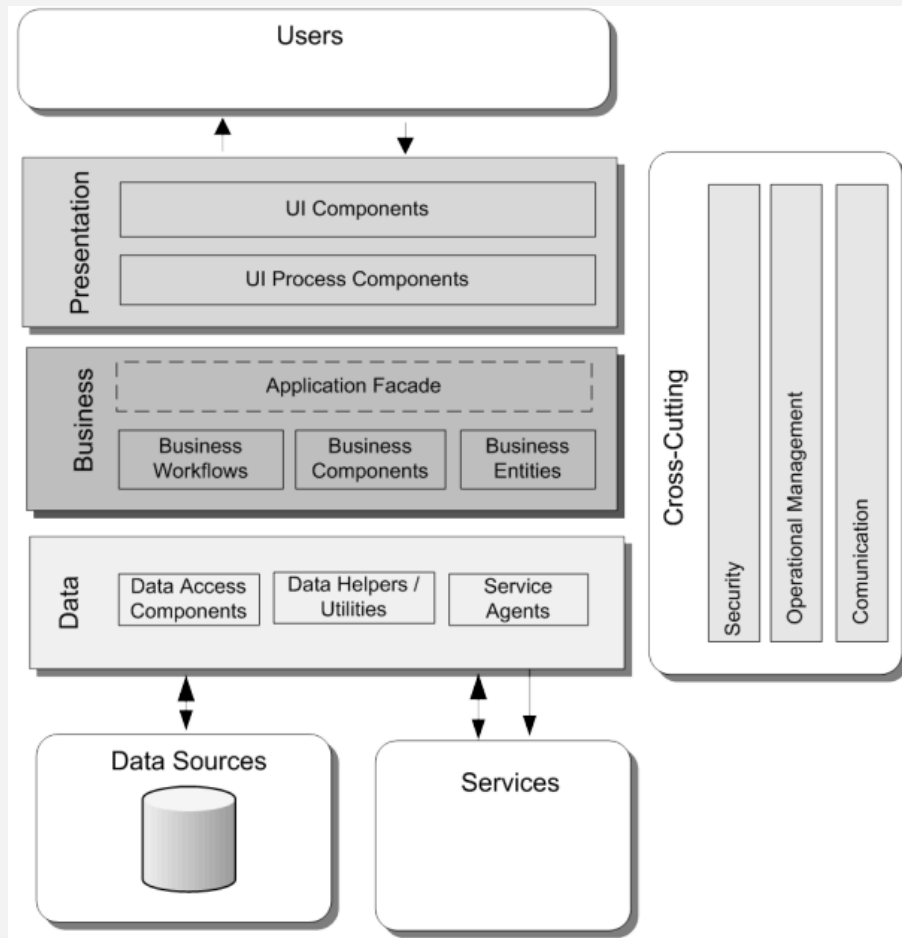 Users
Presentation
UI Components
UI Process Components
Business
Application Facade
Business
Workflows
Business
Components
Business
Entities
Data
Data Access
Components
Data Helpers /
Utilities
Service
Agents
Data Sources
Services
Cross-Cutting
Security
Operational Management
Comunication